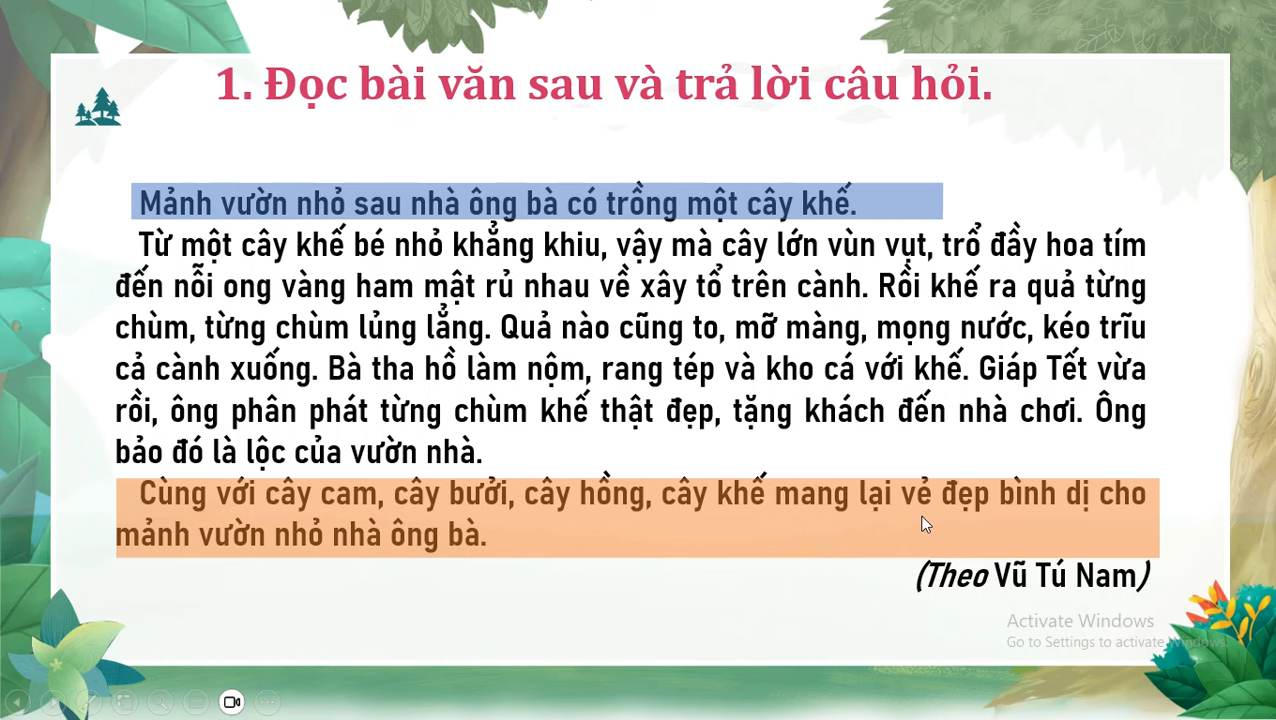 1. Đọc bài văn sau và trả lời câu hỏi.
Mảnh vườn nhỏ sau nhà ông bà có trồng một cây khế.
Từ một cây khế bé nhỏ khẳng khiu, vậy mà cây lớn vùn vụt, trổ đầy hoa tím
đến nỗi ong vàng ham mật rủ nhau về xây tổ trên cành. Rồi khế ra quả từng
chùm, từng chùm lủng lẳng. Quả nào cũng to, mỡ màng, mọng nước, kéo trĩu
cả cành xuống. Bà tha hồ làm nộm, rang tép và kho cá với khế. Giáp Tết vừa
rồi, ông phân phát từng chùm khế thật đẹp, tặng khách đến nhà chơi. Ông
bảo đó là lộc của vườn nhà.
Cùng với cây cam, cây bưởi, cây hồng, cây khế mang lại vẻ đẹp bình dị cho
mảnh vườn nhỏ nhà ông bà.
(Theo Vũ Tú Nam)
Activate Windows
Go to Settings to activate Windows.